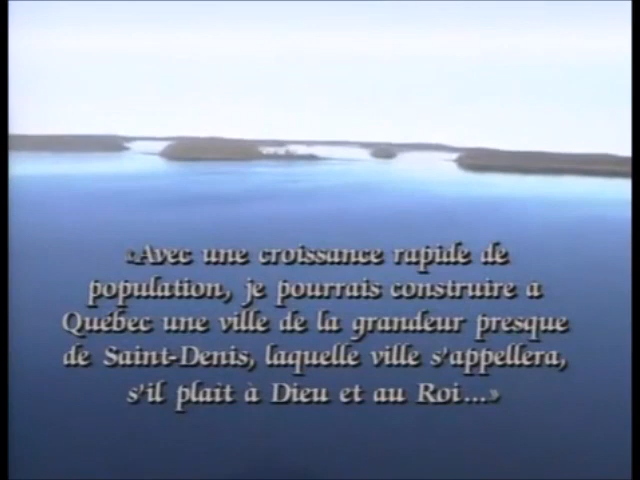 «Avec une croissance rapide de
population, je pourrais construire à
Québec une ville de la grandeur presque
de Saint-Denis, laquelle ville s'appellera,
s'il plaît à Dieu et au Roi...»